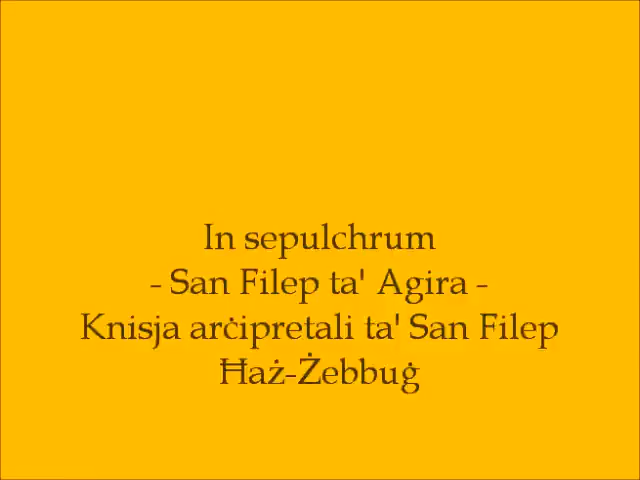 In sepulchrum
- San Filep ta' Agira -
Knisja arċipretali ta' San Filep
Ħaż-Żebbuġ